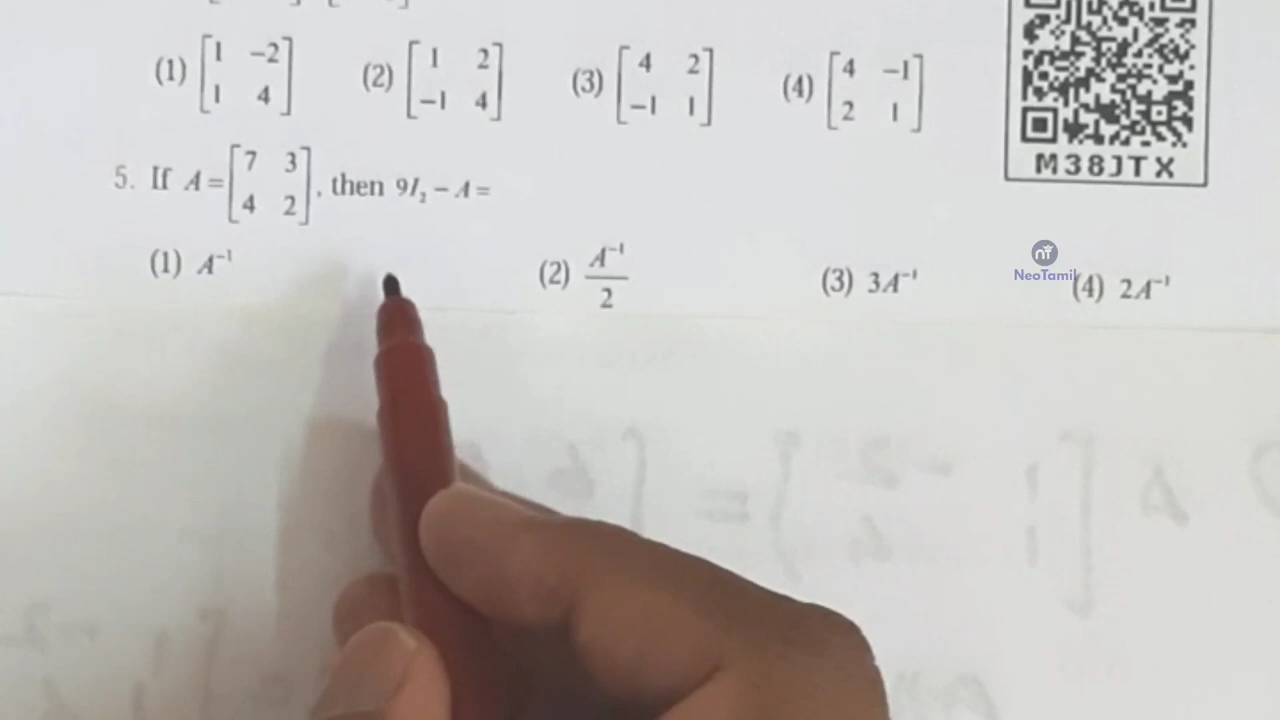 (1) [1 −2; 1 4] (2) [1 2; −1 4] (3) [4 2; −1 1] (4) [4 −1; 2 1]
M38JTX
5. If A = [7 3; 4 2], then 9I₂ − A =
(1) A⁻¹ (2) A⁻¹/2 (3) 3A⁻¹ (4) 2A⁻¹
NeoTamil